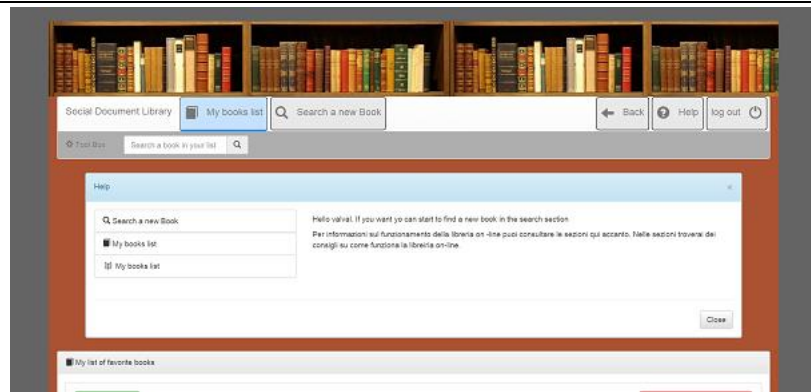 Social Document Library My books list Search a new Book Back Help log out
Tool Box Search a book in your list
Help ×
Search a new Book
My books list
My books list
Hello valval. If you want yo can start to find a new book in the search section
Per informazioni sul funzionamento della libreria on -line puoi consultare le sezioni qui accanto. Nelle sezioni troverai dei
consigli su come funziona la libreria on-line
Close
My list of favorite books